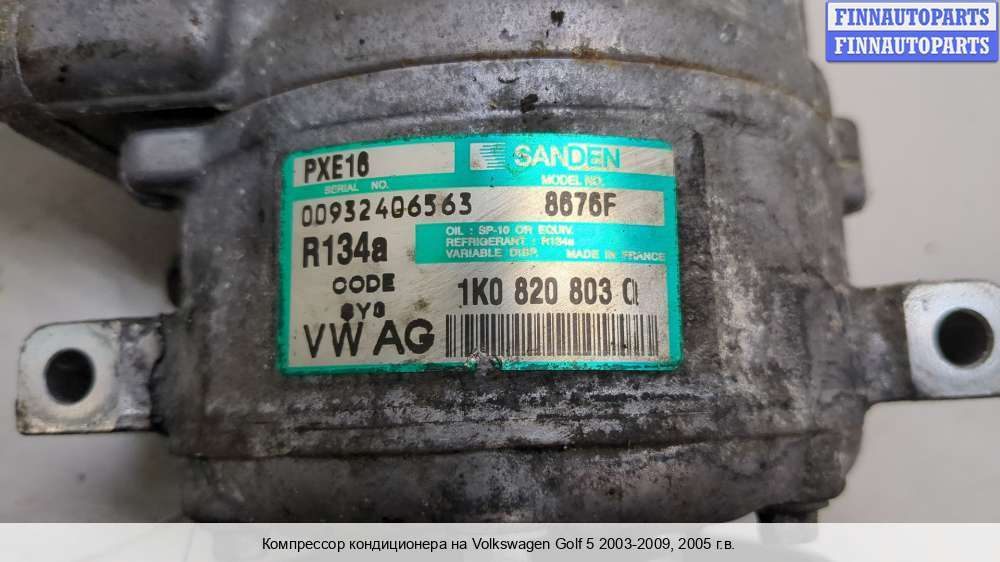 FINNAUTOPARTS
FINNAUTOPARTS
PXE16
SANDEN
SERIAL NO.
MODEL NO.
00932406563
8676F
R134a
OIL : SP-10 OR EQUIV.
REFRIGERANT : R134a
VARIABLE DISP. MADE IN FRANCE
CODE
1K0 820 803 Q
VW AG
Компрессор кондиционера на Volkswagen Golf 5 2003-2009, 2005 г.в.